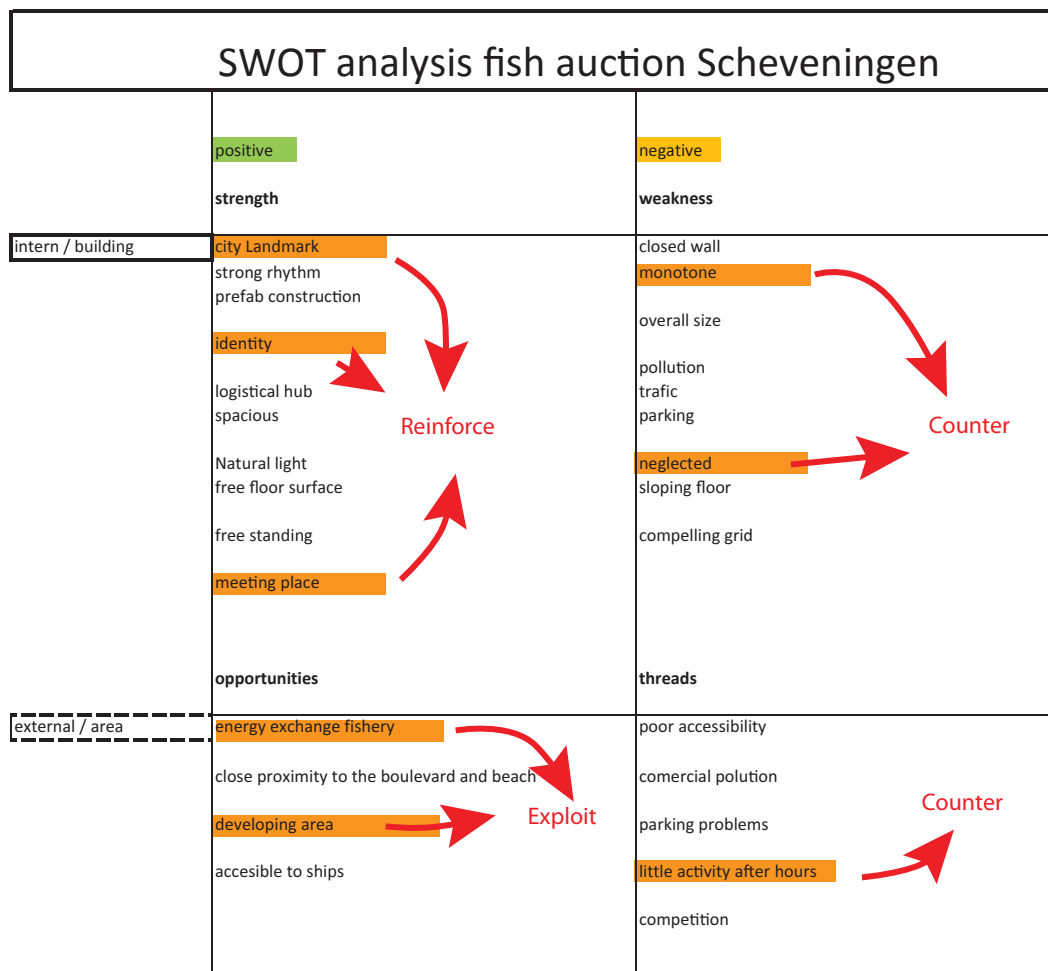 SWOT analysis fish auction Scheveningen
positive
negative
strength
weakness
intern / building
city Landmark
strong rhythm
prefab construction
identity
logistical hub
spacious
Natural light
free floor surface
free standing
meeting place
Reinforce
closed wall
monotone
overall size
pollution
trafic
parking
neglected
sloping floor
compelling grid
Counter
opportunities
threads
external / area
energy exchange fishery
close proximity to the boulevard and beach
developing area
accesible to ships
Exploit
poor accessibility
comercial polution
parking problems
little activity after hours
competition
Counter